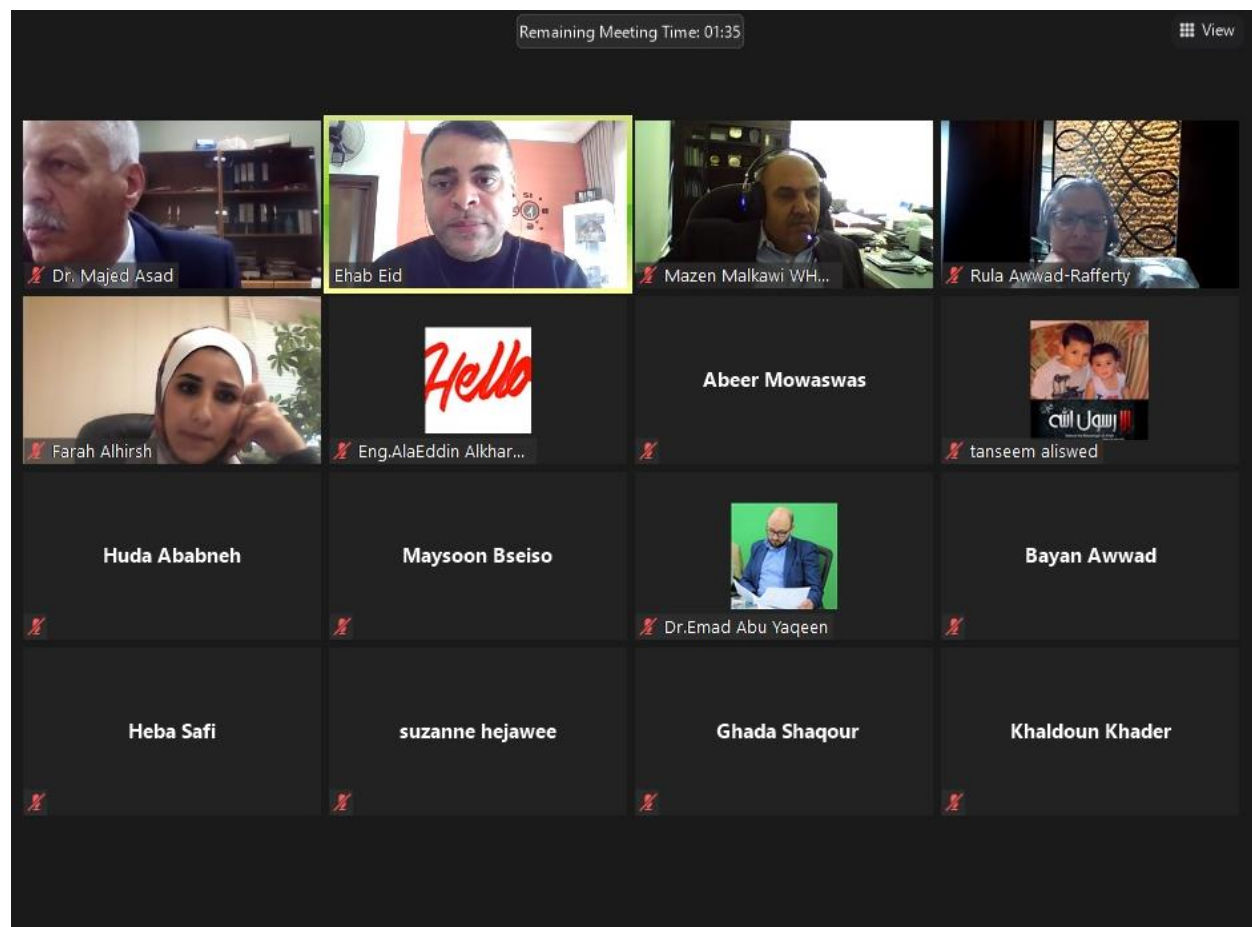 Remaining Meeting Time: 01:35
View
Dr. Majed Asad
Ehab Eid
Mazen Malkawi WH...
Rula Awwad-Rafferty
Farah Alhirsh
Hello
Eng.AlaEddin Alkhar...
Abeer Mowaswas
إلا رسول الله
tanseem aliswed
Huda Ababneh
Maysoon Bseiso
Dr.Emad Abu Yaqeen
Bayan Awwad
Heba Safi
suzanne hejawee
Ghada Shaqour
Khaldoun Khader